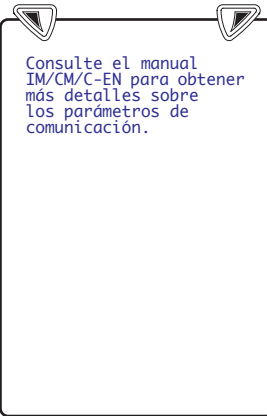 Consulte el manual
IM/CM/C-EN para obtener
más detalles sobre
los parámetros de
comunicación.